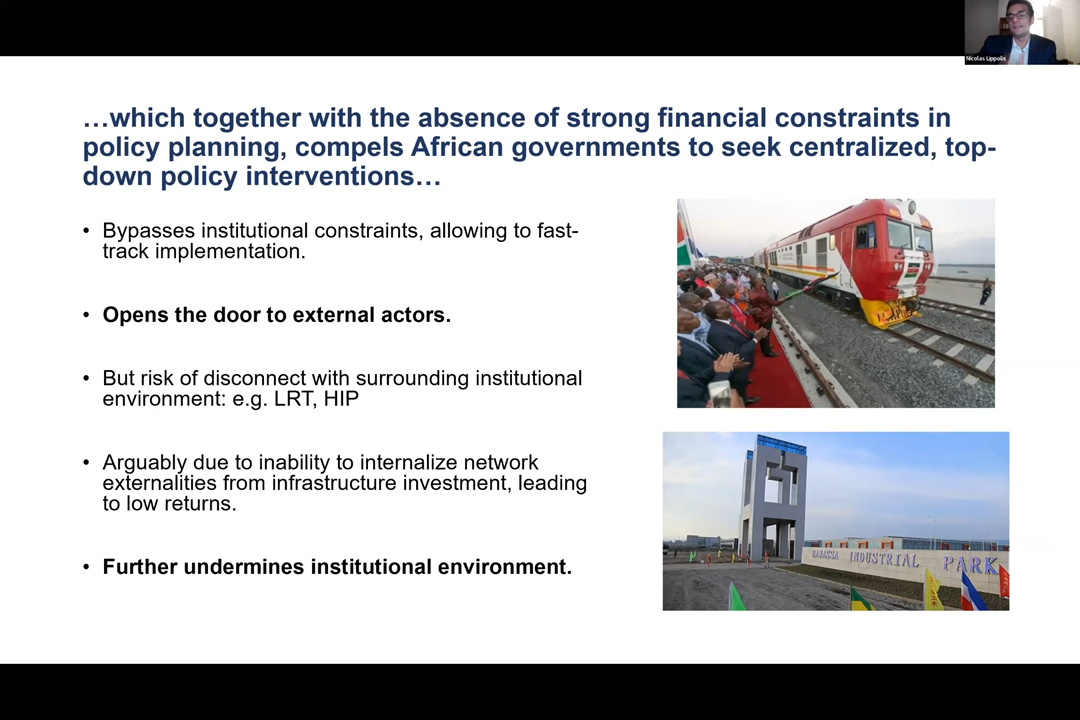 Nicolas Lippolis
…which together with the absence of strong financial constraints in
policy planning, compels African governments to seek centralized, top-
down policy interventions…
• Bypasses institutional constraints, allowing to fast-
track implementation.
• Opens the door to external actors.
• But risk of disconnect with surrounding institutional
environment: e.g. LRT, HIP
• Arguably due to inability to internalize network
externalities from infrastructure investment, leading
to low returns.
• Further undermines institutional environment.
HAWASSA INDUSTRIAL PARK